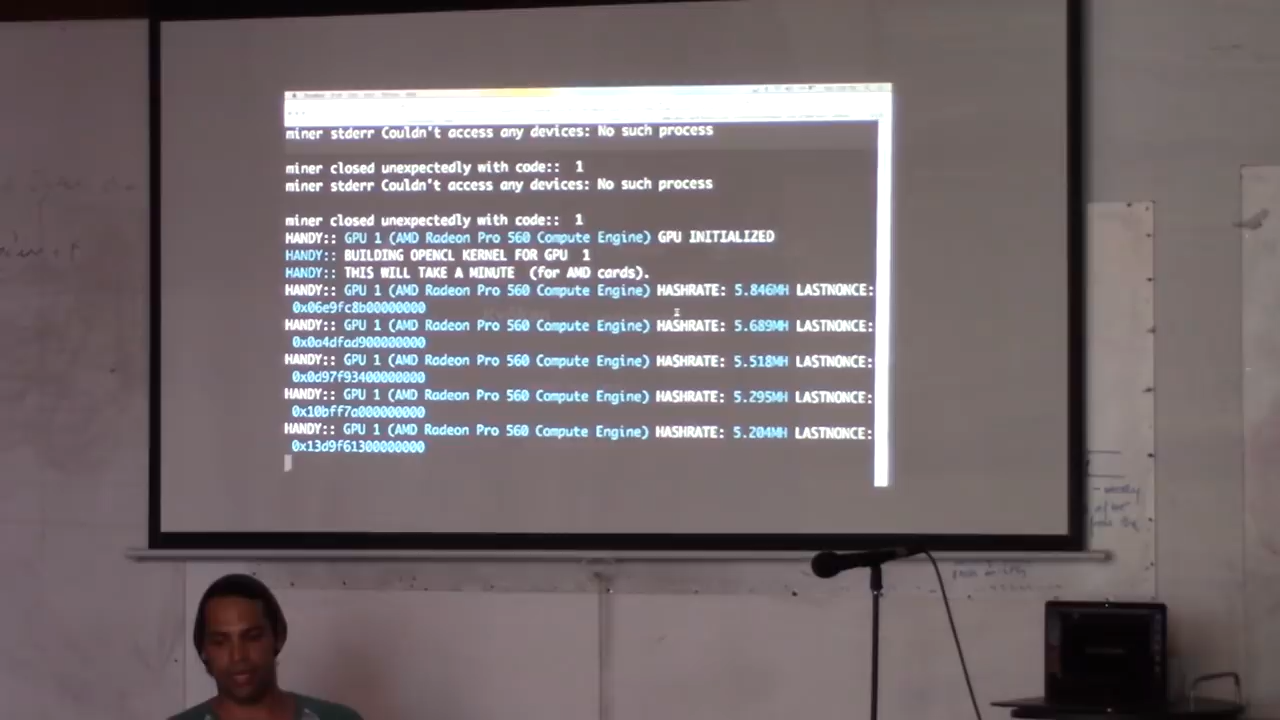 miner stderr Couldn't access any devices: No such process
miner closed unexpectedly with code:: 1
miner stderr Couldn't access any devices: No such process
miner closed unexpectedly with code:: 1
HANDY:: GPU 1 (AMD Radeon Pro 560 Compute Engine) GPU INITIALIZED
HANDY:: BUILDING OPENCL KERNEL FOR GPU 1
HANDY:: THIS WILL TAKE A MINUTE (for AMD cards).
HANDY:: GPU 1 (AMD Radeon Pro 560 Compute Engine) HASHRATE: 5.846MH LASTNONCE:
0x06e9fc8b00000000
HANDY:: GPU 1 (AMD Radeon Pro 560 Compute Engine) HASHRATE: 5.689MH LASTNONCE:
0x0a4dfad900000000
HANDY:: GPU 1 (AMD Radeon Pro 560 Compute Engine) HASHRATE: 5.518MH LASTNONCE:
0x0d97f93400000000
HANDY:: GPU 1 (AMD Radeon Pro 560 Compute Engine) HASHRATE: 5.295MH LASTNONCE:
0x10bff7a000000000
HANDY:: GPU 1 (AMD Radeon Pro 560 Compute Engine) HASHRATE: 5.204MH LASTNONCE:
0x13d9f61300000000